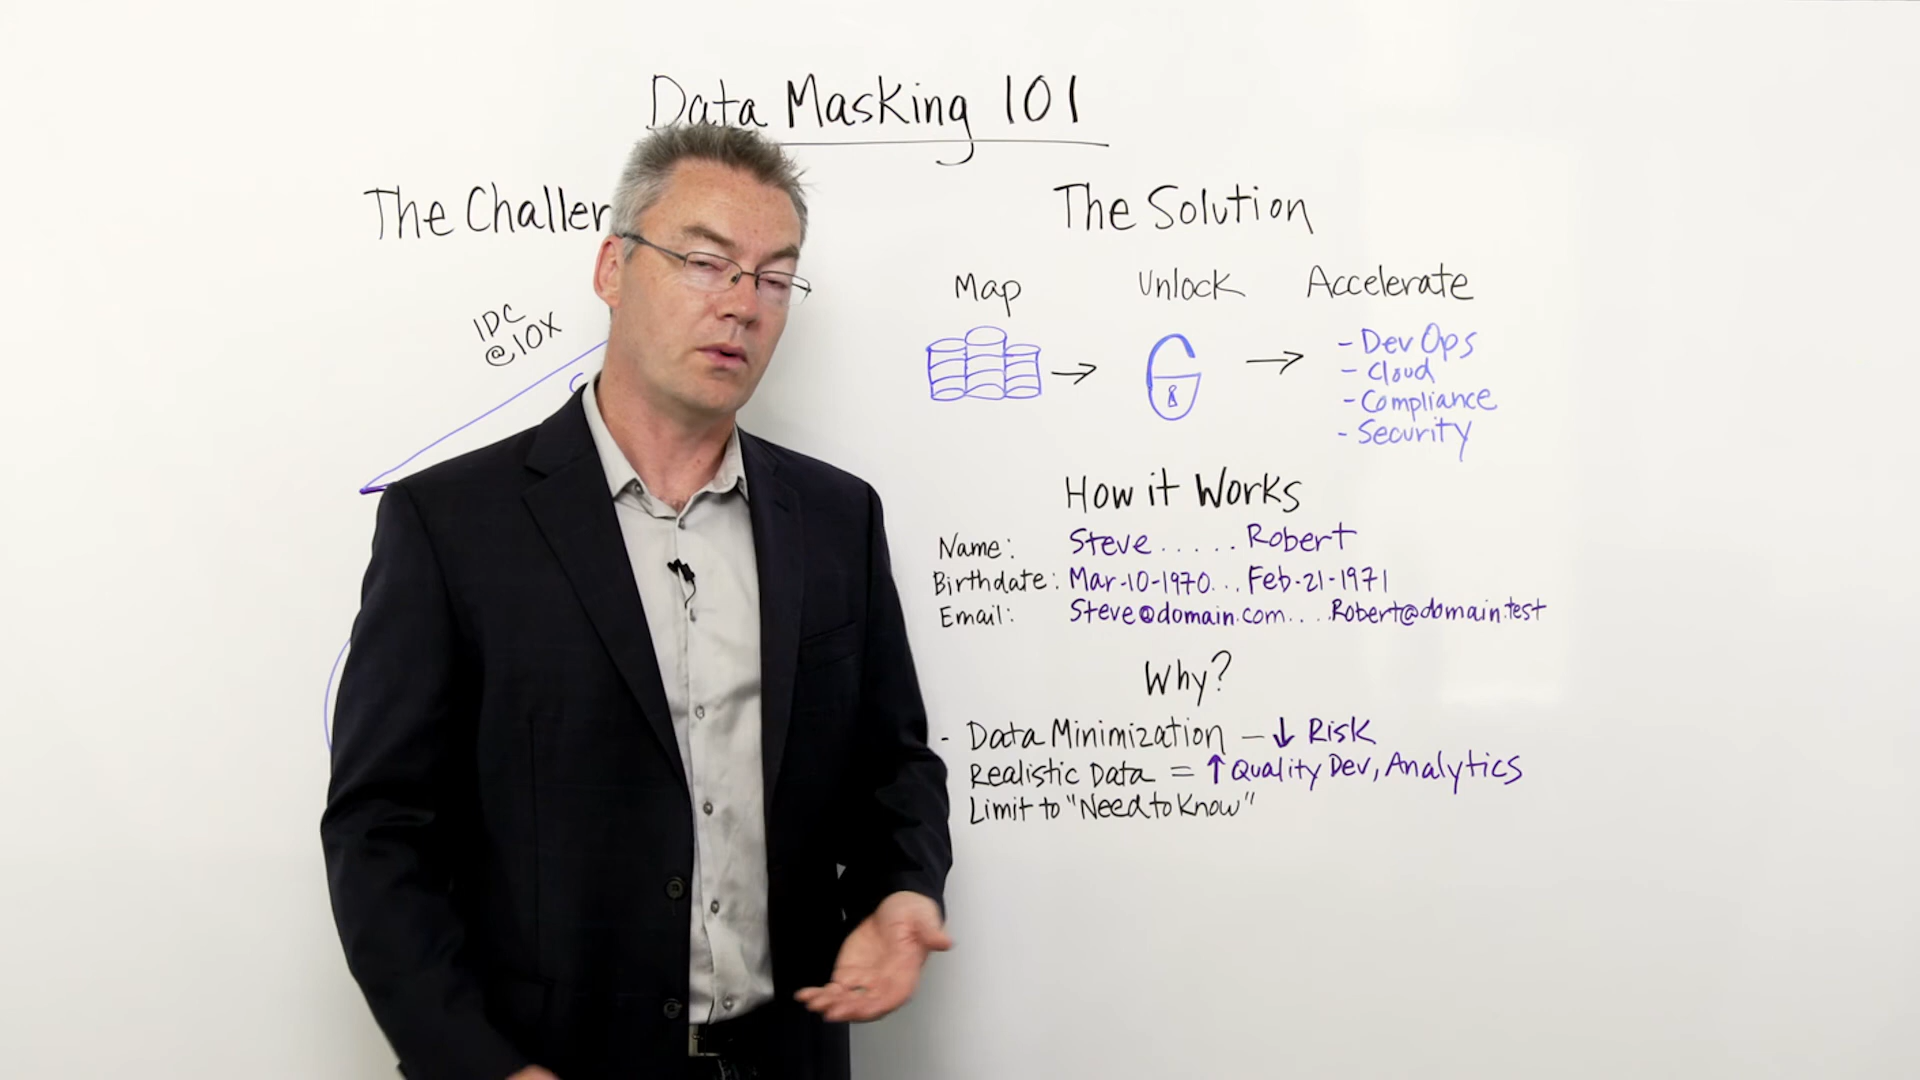 Data Masking 101
The Challen
IDC
@ 10X
The Solution
Map
Unlock
Accelerate
- DevOps
- Cloud
- Compliance
- Security
How it Works
Name: Steve ..... Robert
Birthdate: Mar-10-1970... Feb-21-1971
Email: Steve@domain.com.... Robert@domain.test
Why?
- Data Minimization - ↓ Risk
Realistic Data = ↑ Quality Dev, Analytics
Limit to "Need to Know"